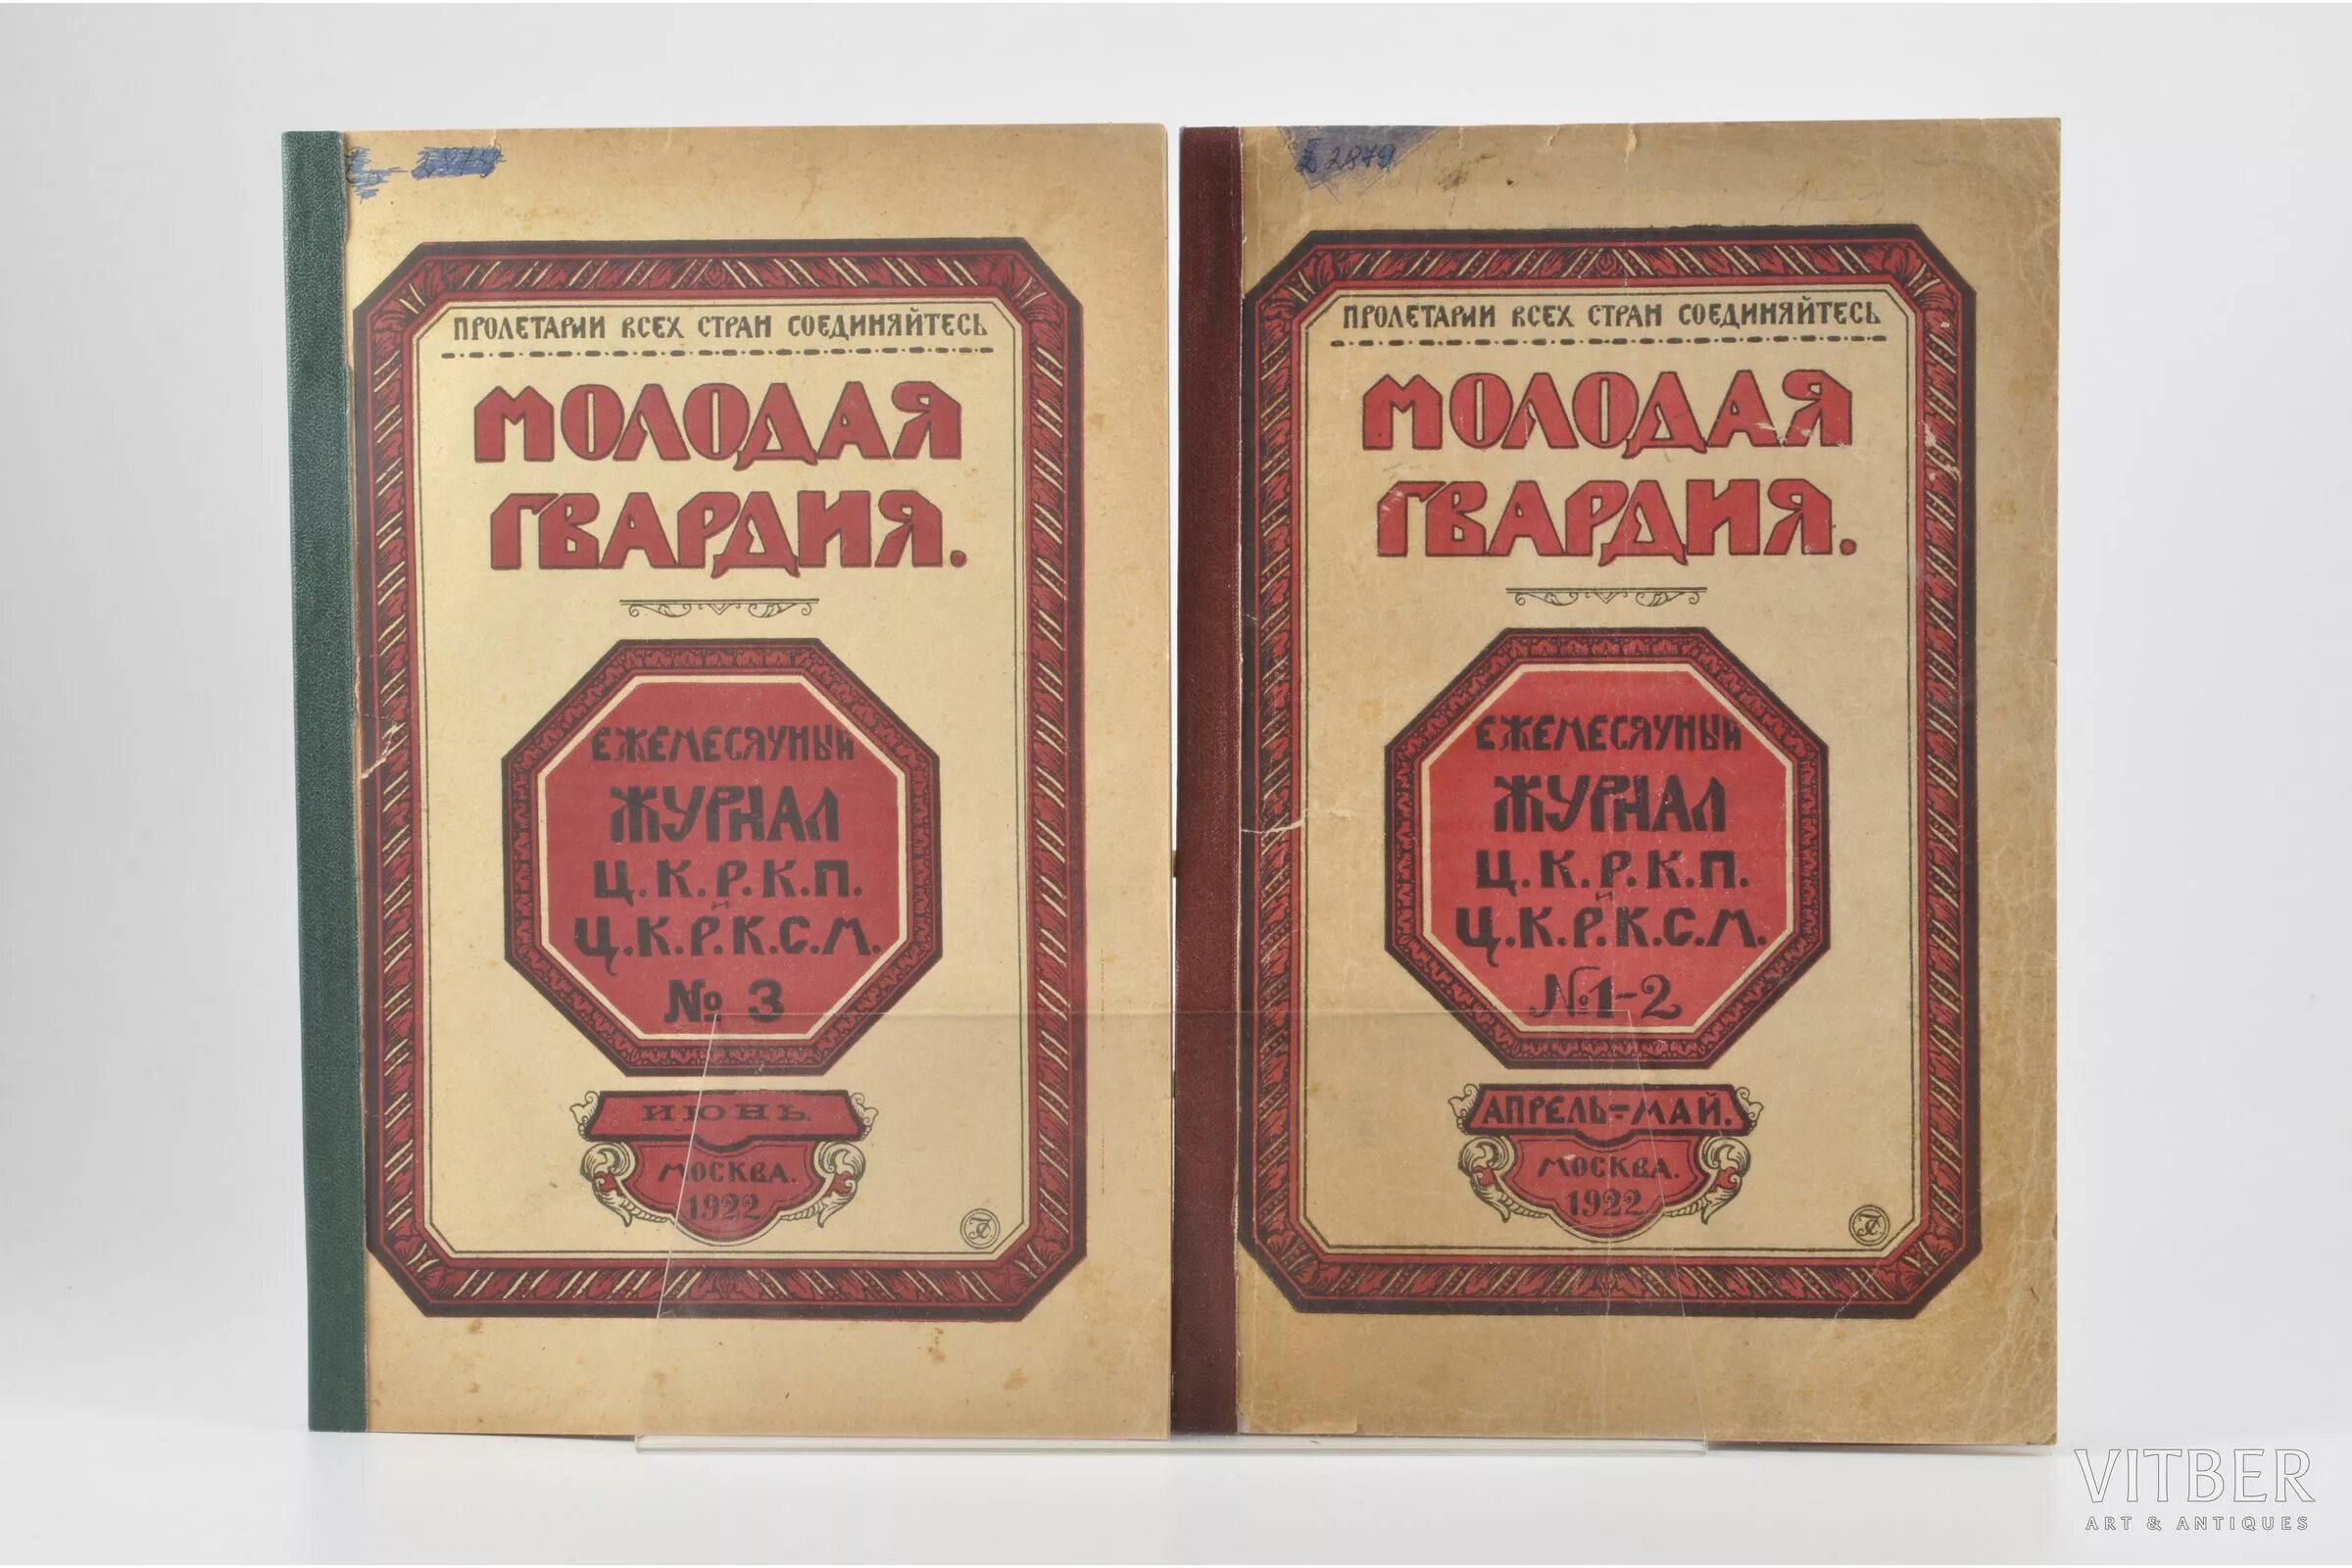 ПРОЛЕТАРИИ ВСЕХ СТРАН СОЕДИНЯЙТЕСЬ
МОЛОДАЯ
ГВАРДИЯ.
ЕЖЕМЕСЯЧНЫЙ
ЖУРНАЛ
Ц.К.Р.К.П.
и
Ц.К.Р.К.С.М.
№ 3
ИЮНЬ.
МОСКВА.
1922
2879
ПРОЛЕТАРИИ ВСЕХ СТРАН СОЕДИНЯЙТЕСЬ
МОЛОДАЯ
ГВАРДИЯ.
ЕЖЕМЕСЯЧНЫЙ
ЖУРНАЛ
Ц.К.Р.К.П.
и
Ц.К.Р.К.С.М.
№1-2
АПРЕЛЬ=МАЙ.
МОСКВА.
1922
VITBER
ART & ANTIQUES